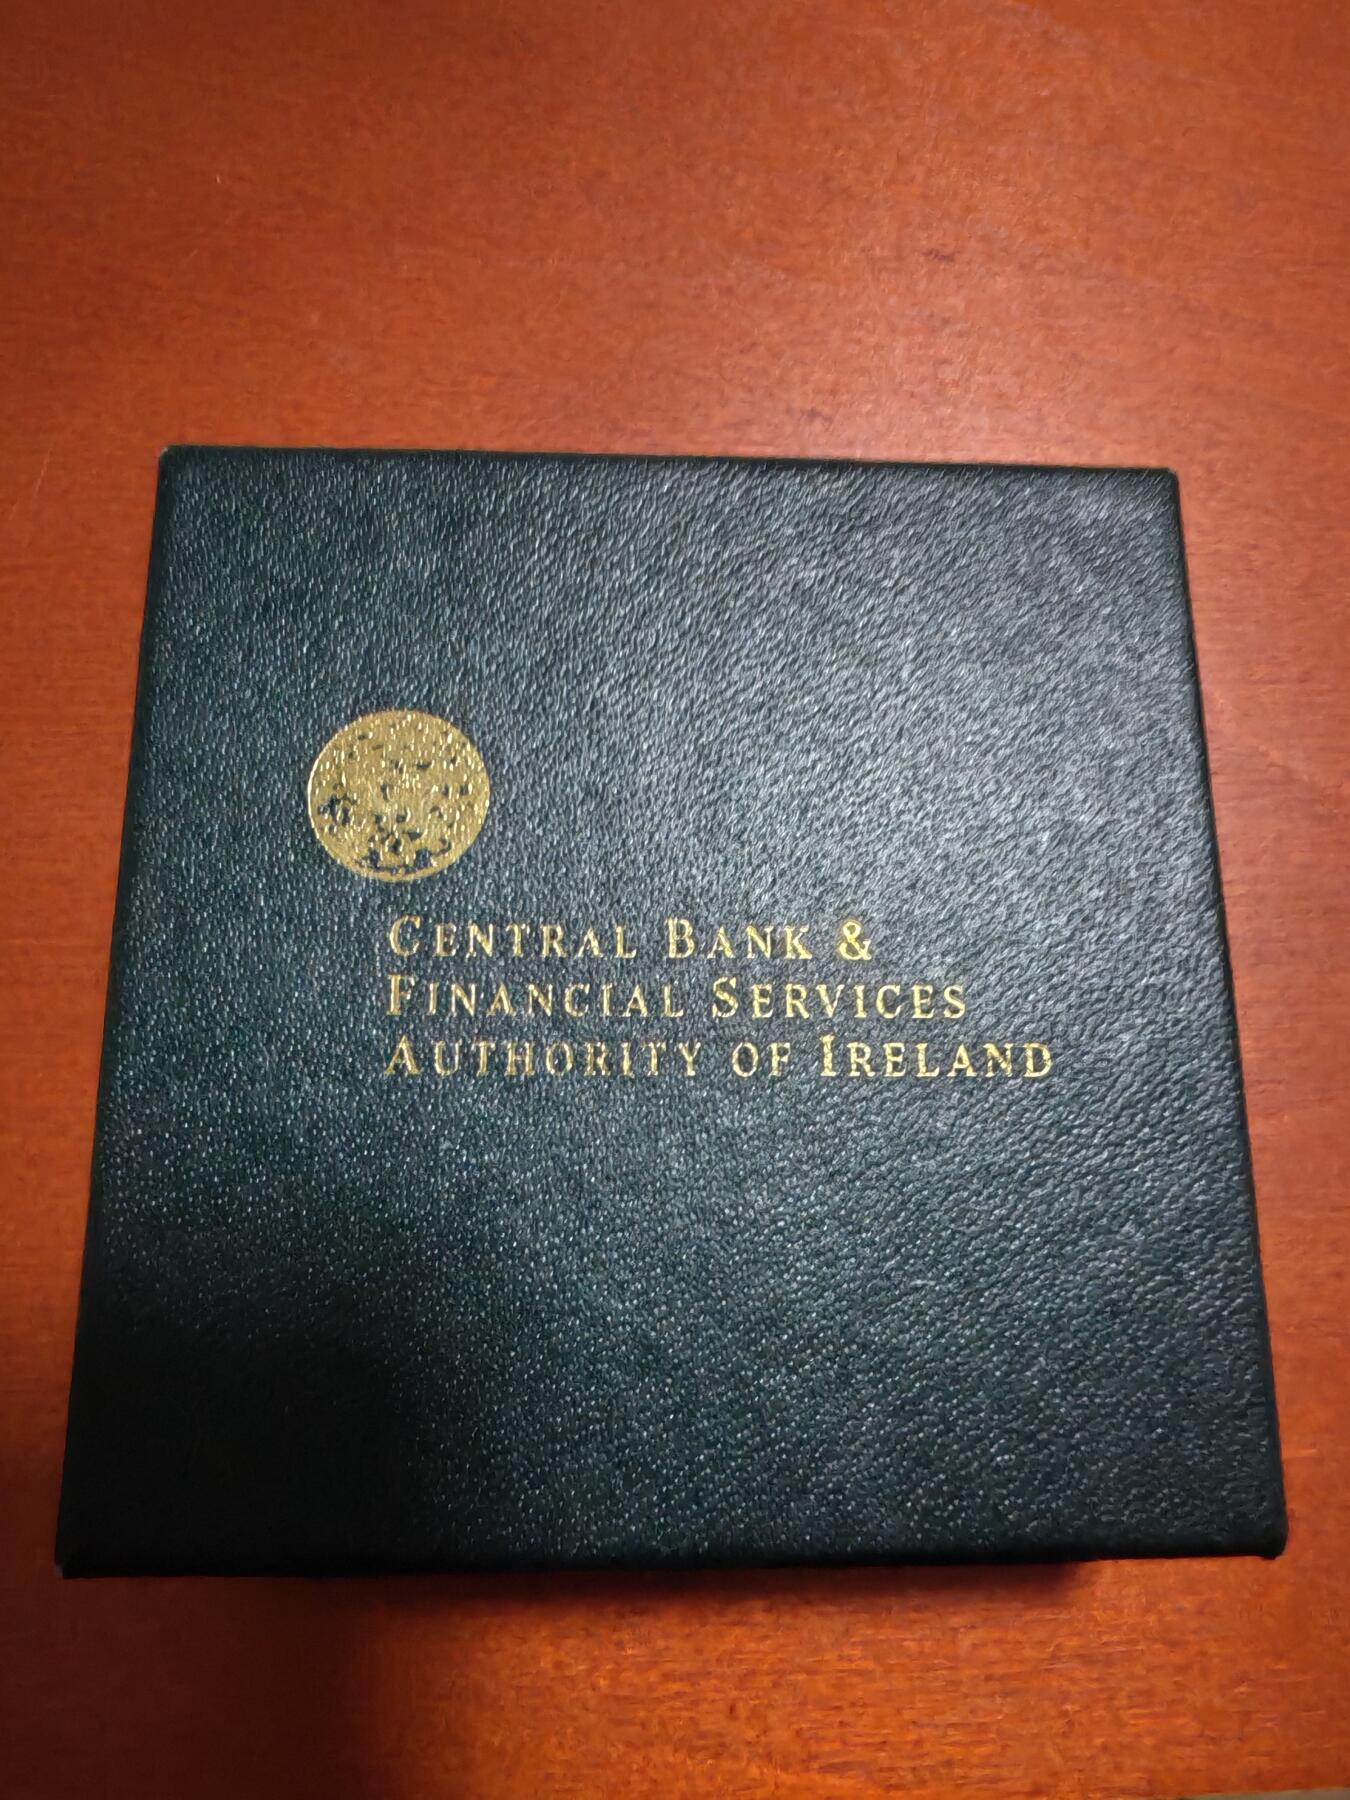 CENTRAL BANK &
FINANCIAL SERVICES
AUTHORITY OF IRELAND